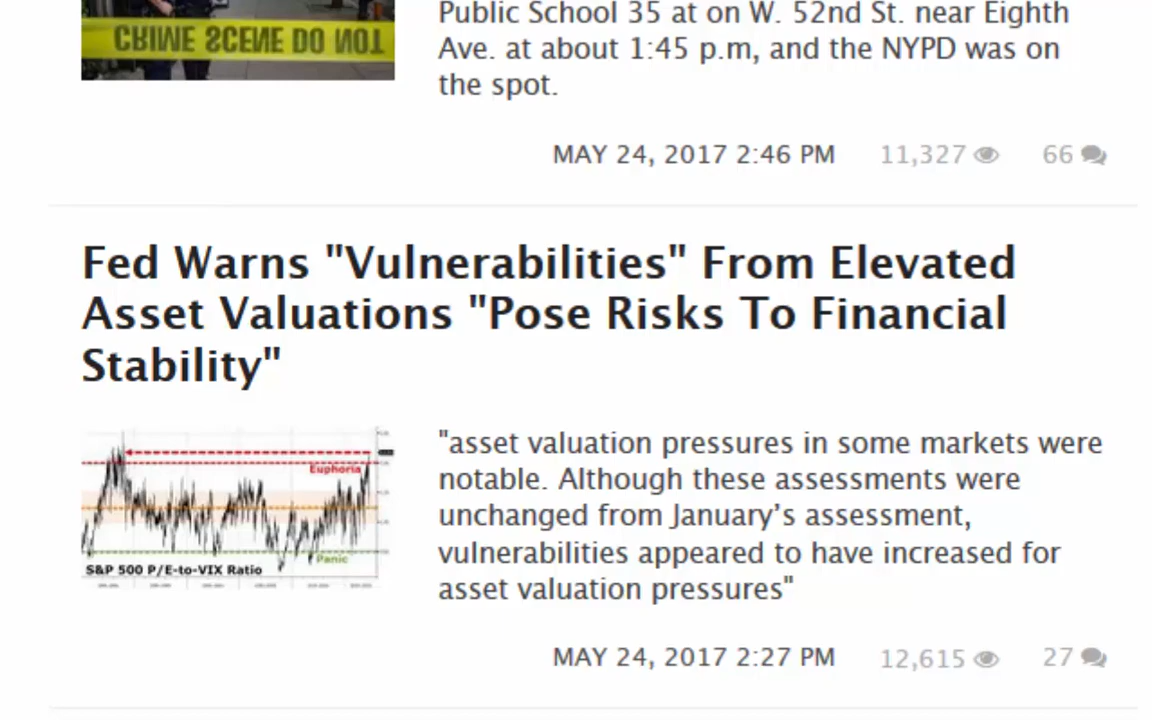 Public School 35 at on W. 52nd St. near Eighth
Ave. at about 1:45 p.m, and the NYPD was on
the spot.
CRIME SCENE DO NOT
MAY 24, 2017 2:46 PM 11,327 66
Fed Warns "Vulnerabilities" From Elevated
Asset Valuations "Pose Risks To Financial
Stability"
Euphoria
Panic
S&P 500 P/E-to-VIX Ratio
"asset valuation pressures in some markets were
notable. Although these assessments were
unchanged from January’s assessment,
vulnerabilities appeared to have increased for
asset valuation pressures"
MAY 24, 2017 2:27 PM 12,615 27